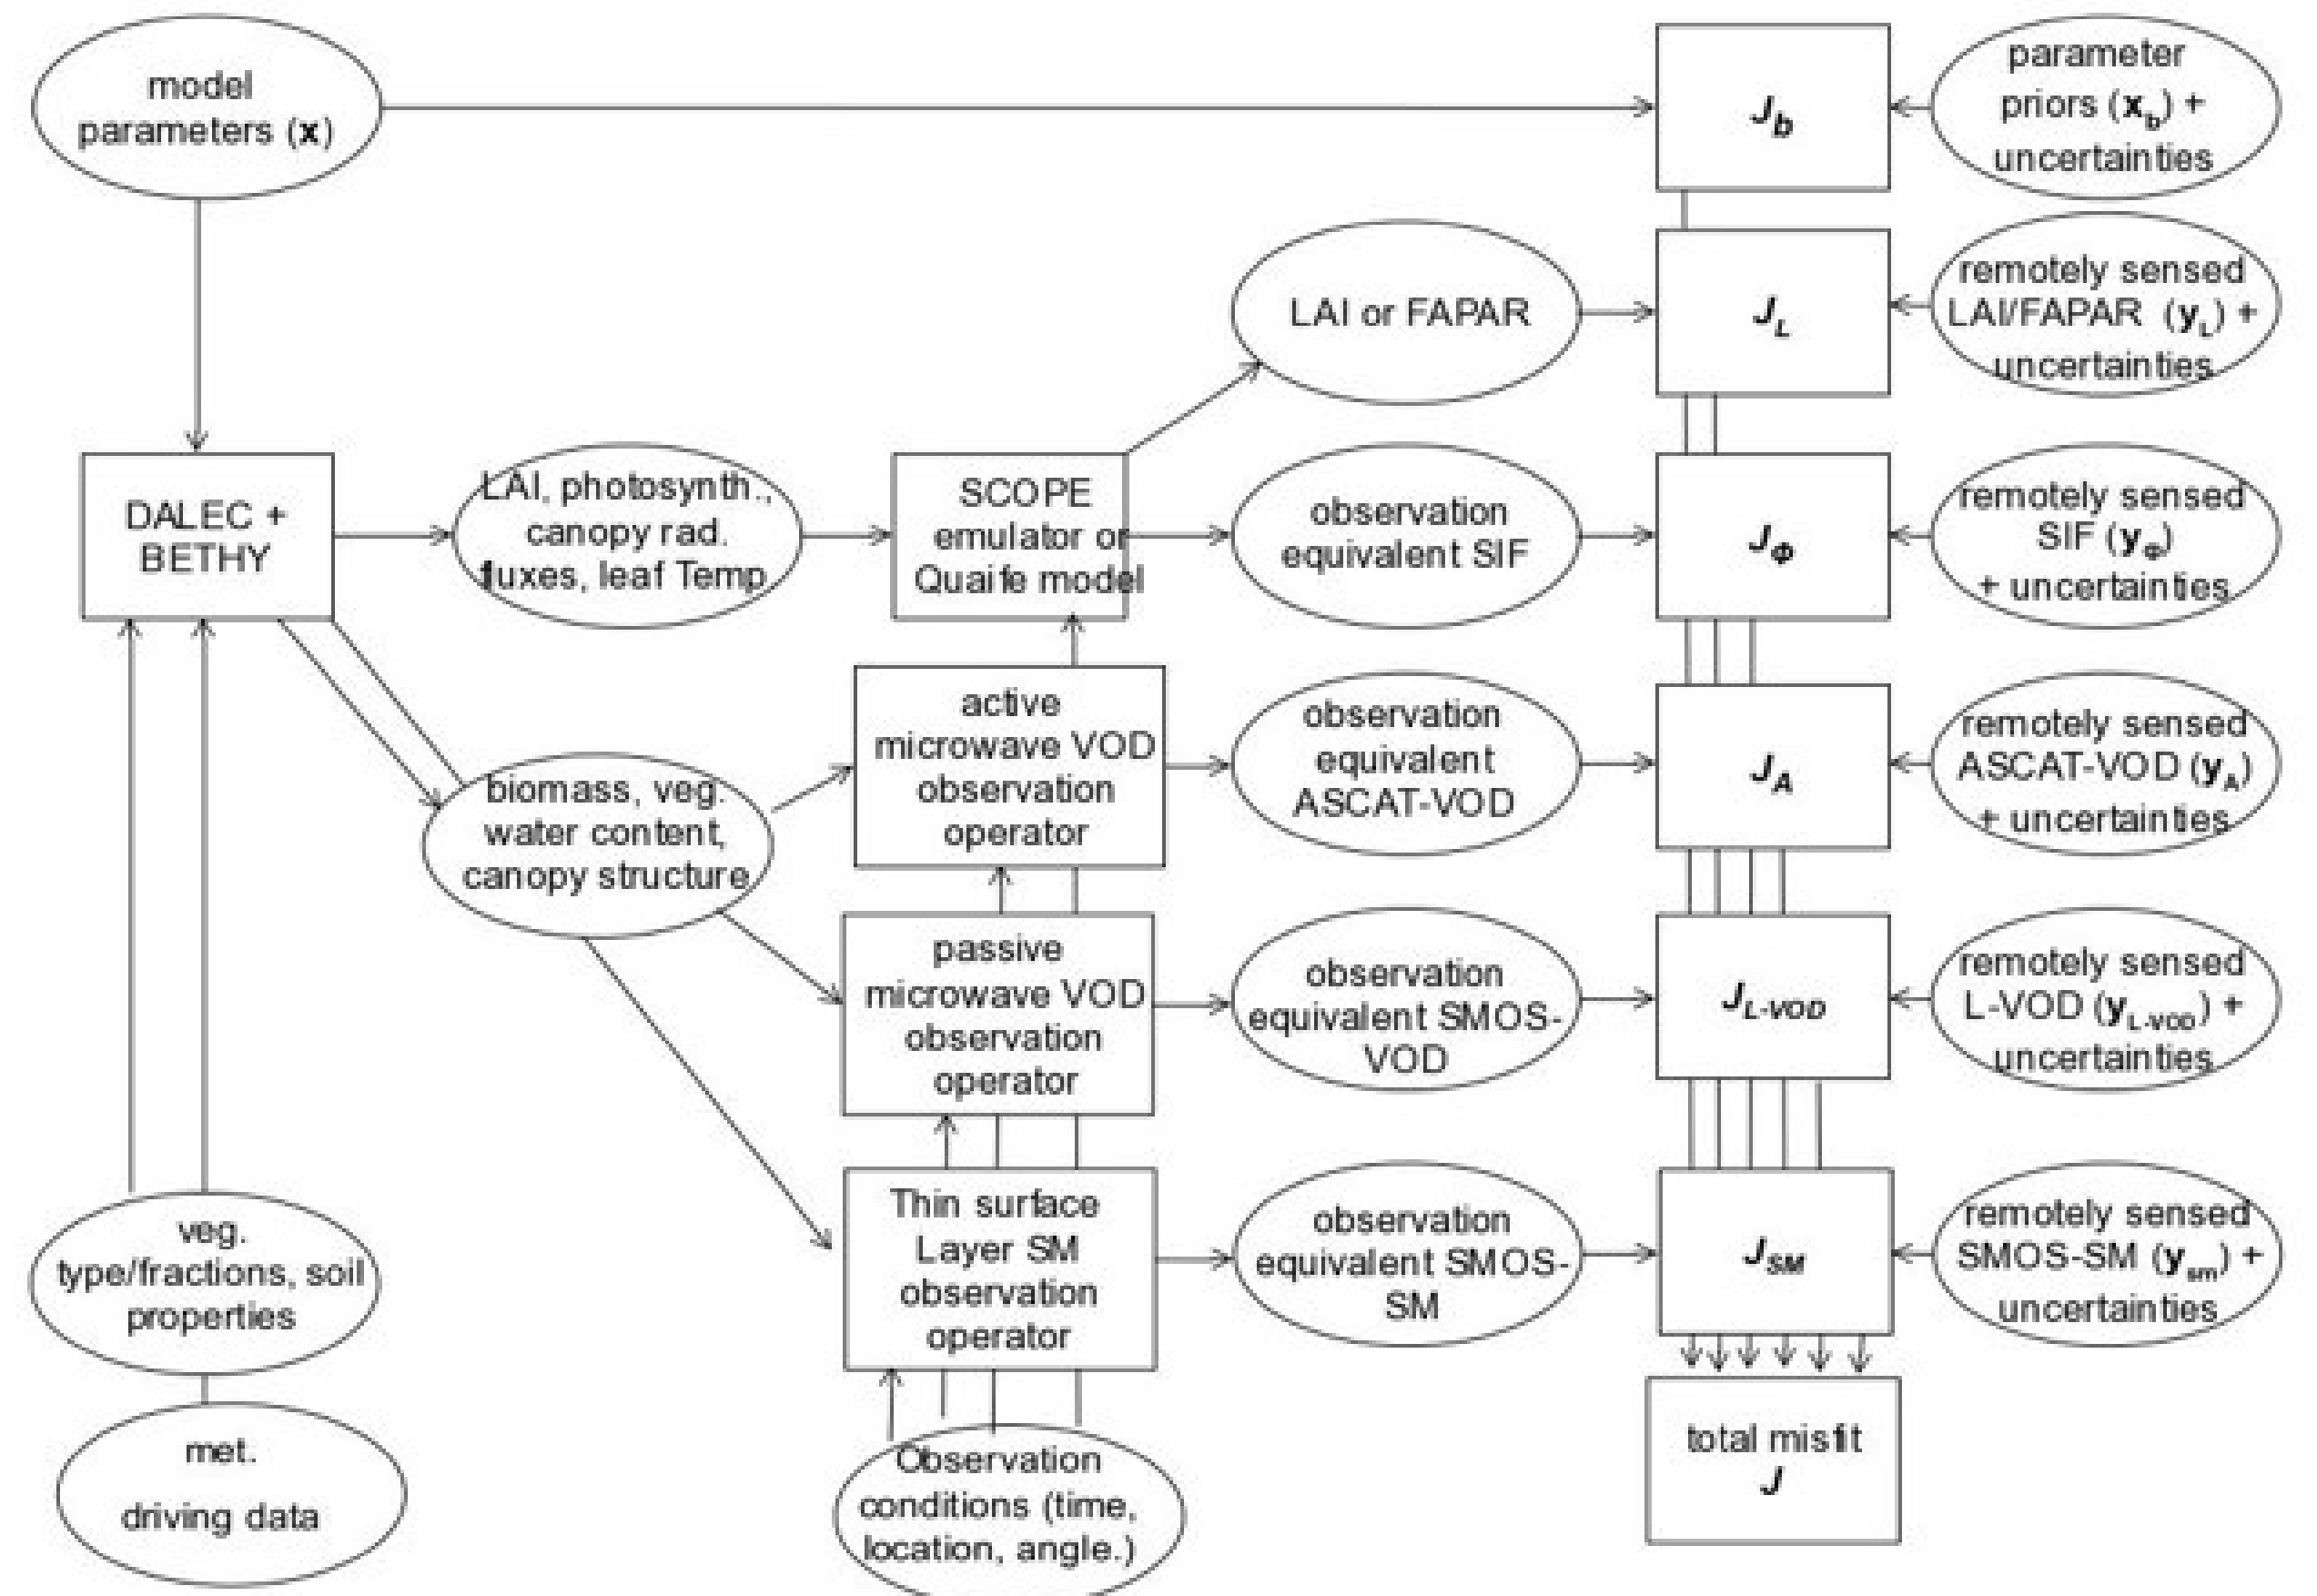 model
parameters (x)
J_b
parameter
priors (x_b) +
uncertainties
LAI or FAPAR
J_L
remotely sensed
LAI/FAPAR (y_L) +
uncertainties
DALEC +
BETHY
LAI, photosynth.,
canopy rad.
fluxes, leaf Temp
SCOPE
emulator or
Quaife model
observation
equivalent SIF
J_Φ
remotely sensed
SIF (y_Φ)
+ uncertainties
biomass, veg.
water content,
canopy structure
active
microwave VOD
observation
operator
observation
equivalent
ASCAT-VOD
J_A
remotely sensed
ASCAT-VOD (y_A)
+ uncertainties
passive
microwave VOD
observation
operator
observation
equivalent SMOS-
VOD
J_L-VOD
remotely sensed
L-VOD (y_L-VOD) +
uncertainties
veg.
type/fractions, soil
properties
Thin surface
Layer SM
observation
operator
observation
equivalent SMOS-
SM
J_SM
remotely sensed
SMOS-SM (y_sm) +
uncertainties
met.
driving data
Observation
conditions (time,
location, angle.)
total misfit
J